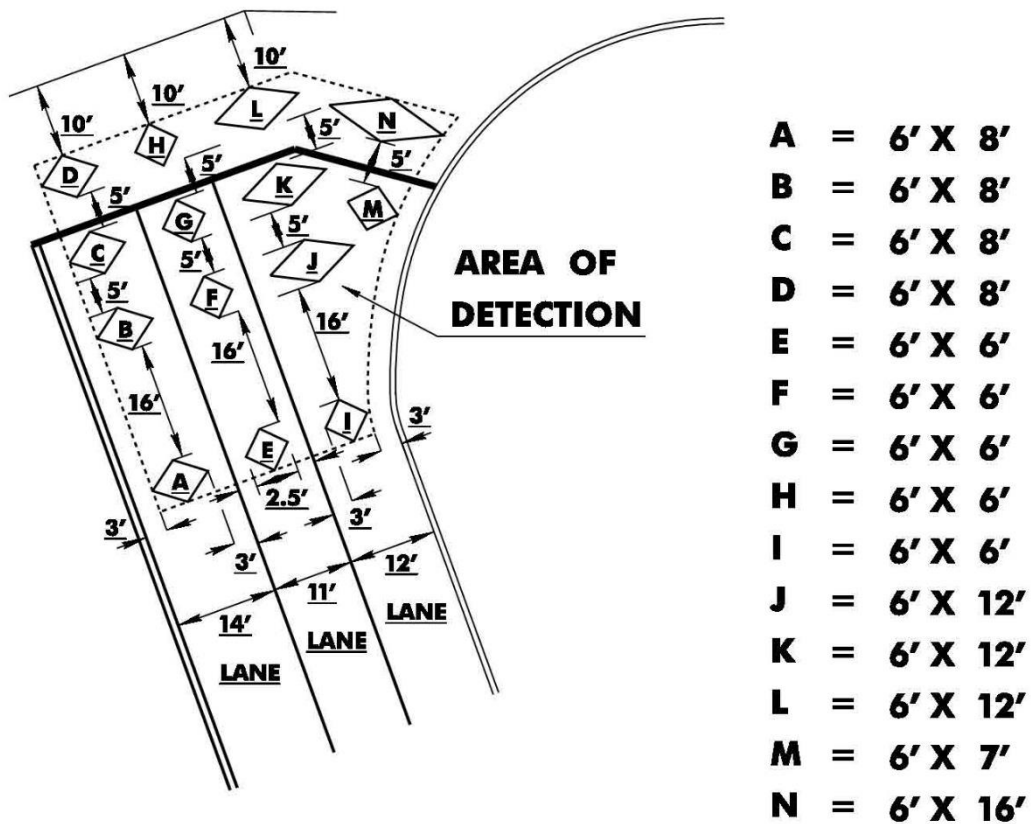 10'
10'
10'
L
N
H
5'
D
5'
5'
5'
K
M
G
C
5'
5'
J
AREA OF
DETECTION
5'
F
B
16'
16'
16'
I
3'
E
A
2.5'
3'
3'
3'
12'
11'
LANE
14'
LANE
LANE
A = 6' X 8'
B = 6' X 8'
C = 6' X 8'
D = 6' X 8'
E = 6' X 6'
F = 6' X 6'
G = 6' X 6'
H = 6' X 6'
I = 6' X 6'
J = 6' X 12'
K = 6' X 12'
L = 6' X 12'
M = 6' X 7'
N = 6' X 16'